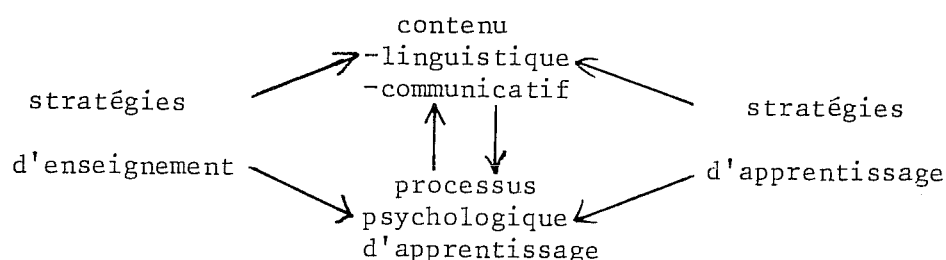 contenu
-linguistique
-communicatif
stratégies
d'enseignement
stratégies
d'apprentissage
processus
psychologique
d'apprentissage